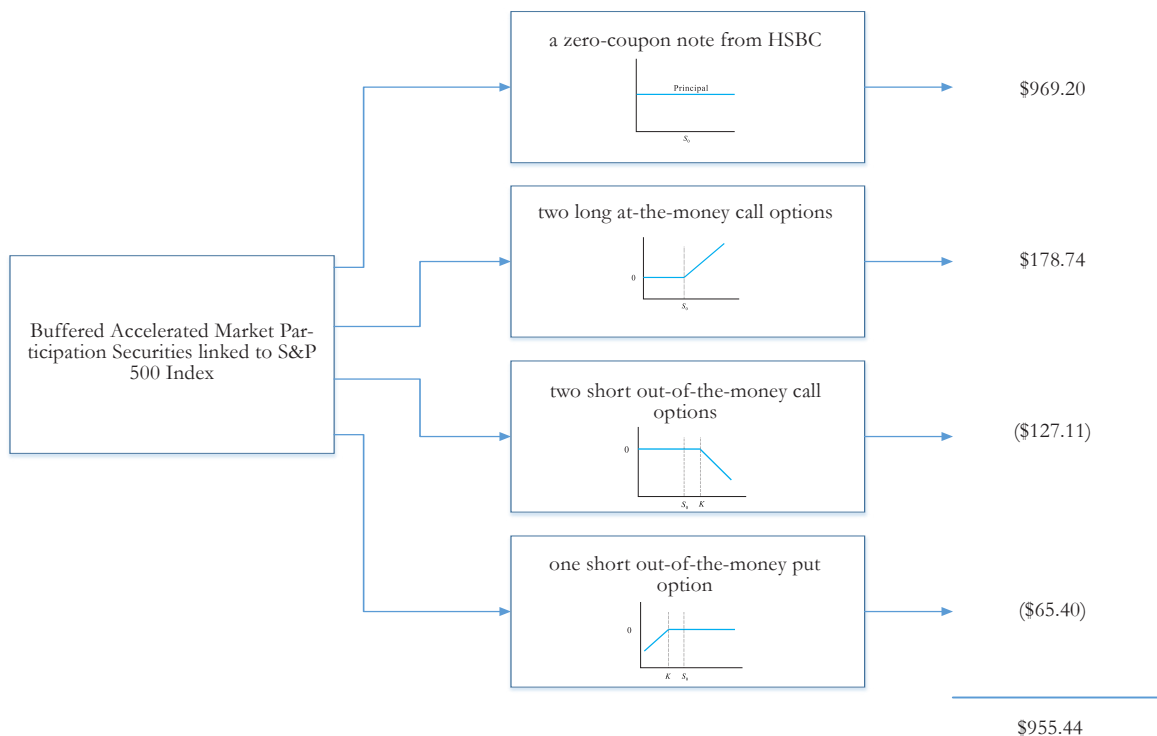 a zero-coupon note from HSBC
Principal
S₀
$969.20
two long at-the-money call options
0
S₀
$178.74
Buffered Accelerated Market Par-
ticipation Securities linked to S&P
500 Index
two short out-of-the-money call
options
0
S₀ K
($127.11)
one short out-of-the-money put
option
0
K S₀
($65.40)
$955.44